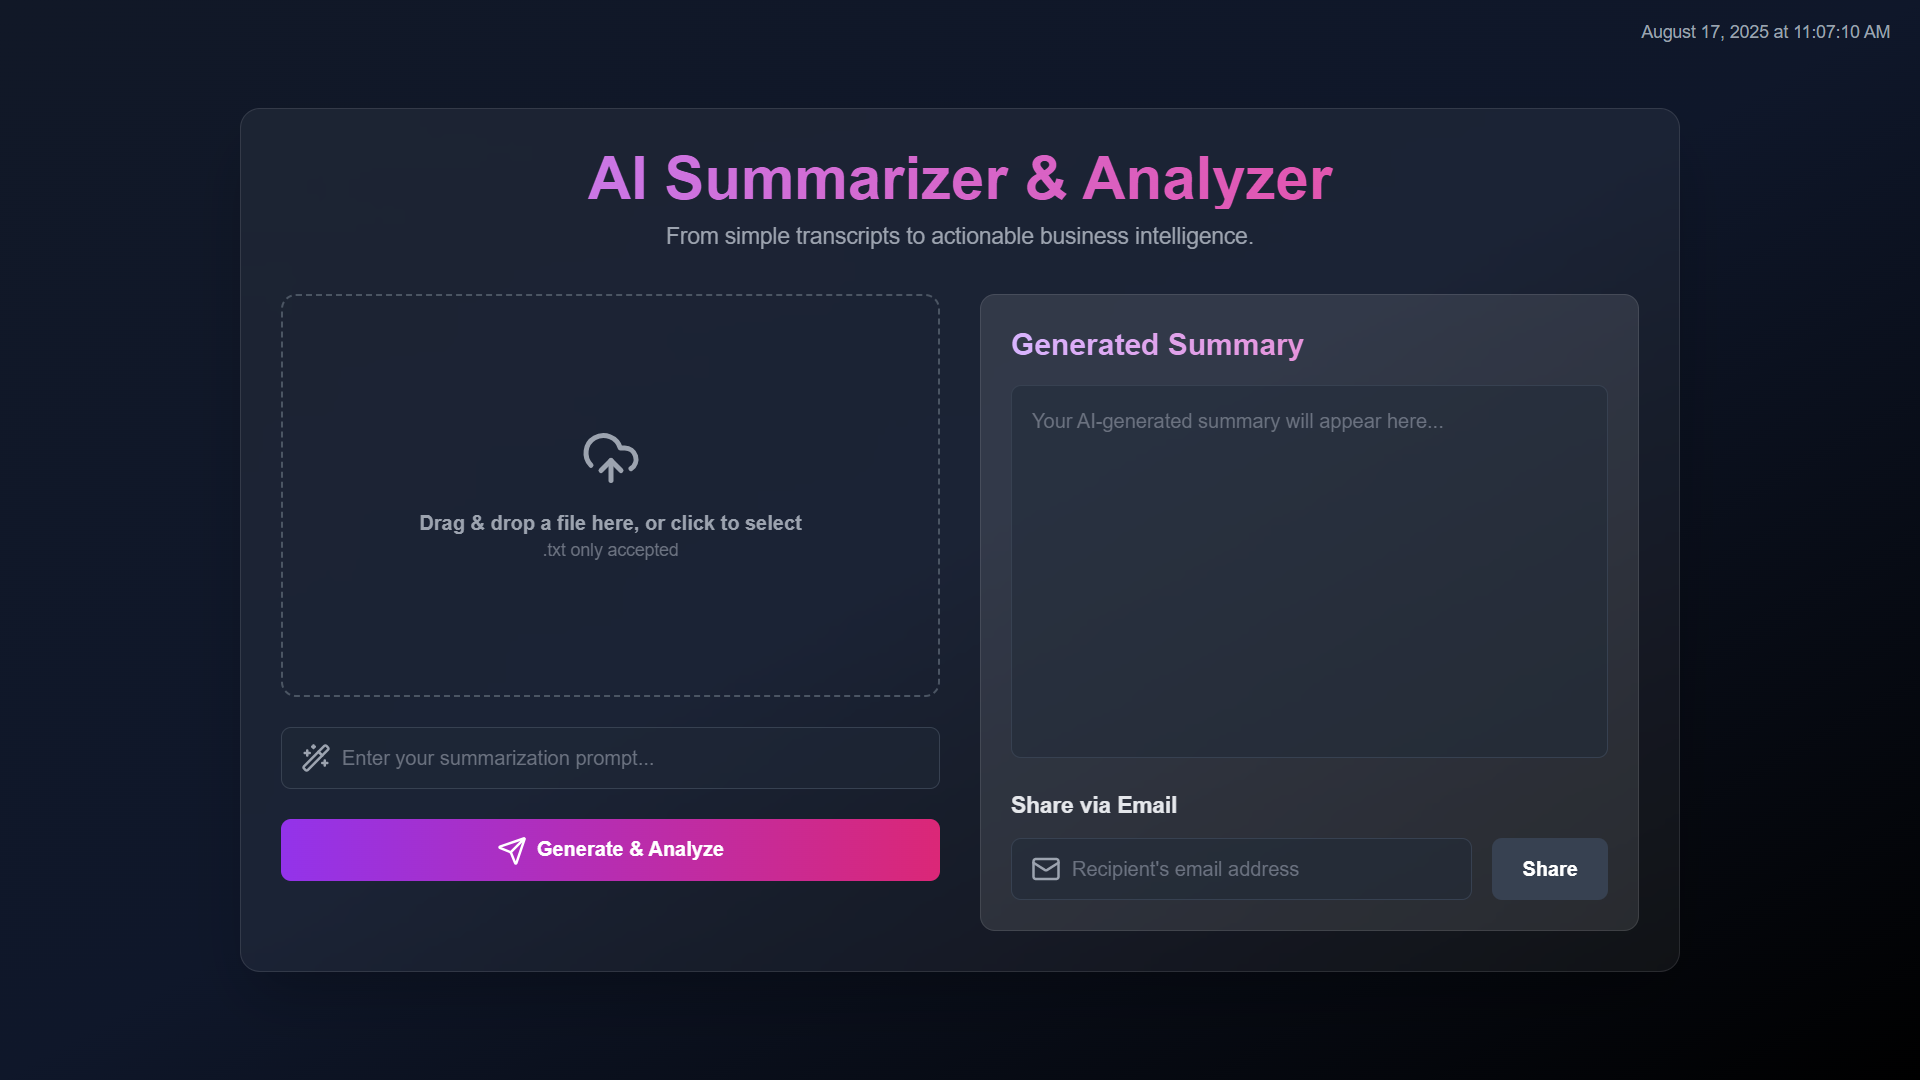 August 17, 2025 at 11:07:10 AM
AI Summarizer & Analyzer
From simple transcripts to actionable business intelligence.
Drag & drop a file here, or click to select
.txt only accepted
Enter your summarization prompt...
Generate & Analyze
Generated Summary
Your AI-generated summary will appear here...
Share via Email
Recipient's email address
Share